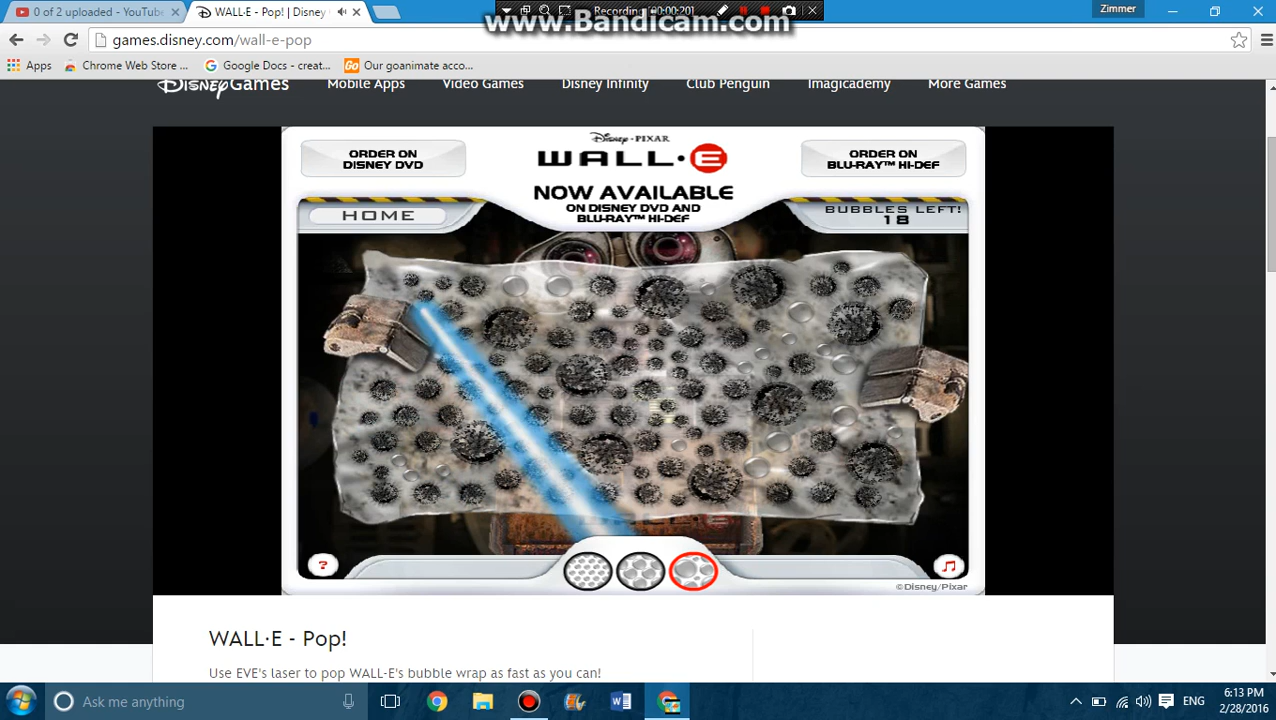 Recording [00:00:20]
www.Bandicam.com
0 of 2 uploaded - YouTube
WALL·E - Pop! | Disney
Zimmer
games.disney.com/wall-e-pop
Apps
Chrome Web Store ...
Google Docs - creat...
Go
Our goanimate acco...
Disney Games
Mobile Apps
Video Games
Disney Infinity
Club Penguin
Imagicademy
More Games
ORDER ON
DISNEY DVD
Disney·PIXAR
WALL·E
NOW AVAILABLE
ON DISNEY DVD AND
BLU-RAY™ HI-DEF
ORDER ON
BLU-RAY™ HI-DEF
HOME
BUBBLES LEFT!
18
WALL·E
?
©Disney/Pixar
WALL·E - Pop!
Use EVE's laser to pop WALL-E's bubble wrap as fast as you can!
Ask me anything
ENG
6:13 PM
2/28/2016